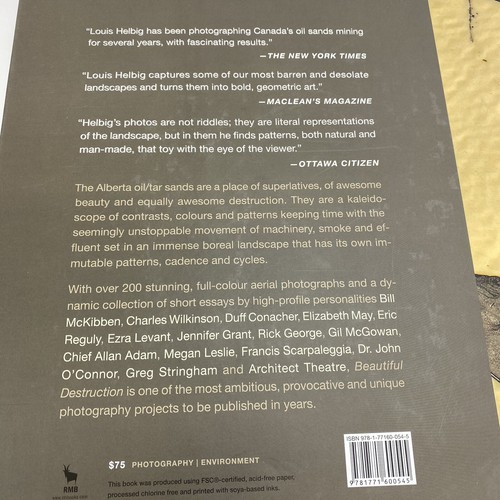 “Louis Helbig has been photographing Canada’s oil sands mining
for several years, with fascinating results.”
—THE NEW YORK TIMES
“Louis Helbig captures some of our most barren and desolate
landscapes and turns them into bold, geometric art.”
—MACLEAN’S MAGAZINE
“Helbig’s photos are not riddles; they are literal representations
of the landscape, but in them he finds patterns, both natural and
man-made, that toy with the eye of the viewer.”
—OTTAWA CITIZEN
The Alberta oil/tar sands are a place of superlatives, of awesome
beauty and equally awesome destruction. They are a kaleido-
scope of contrasts, colours and patterns keeping time with the
seemingly unstoppable movement of machinery, smoke and ef-
fluent set in an immense boreal landscape that has its own im-
mutable patterns, cadence and cycles.
With over 200 stunning, full-colour aerial photographs and a dy-
namic collection of short essays by high-profile personalities Bill
McKibben, Charles Wilkinson, Duff Conacher, Elizabeth May, Eric
Reguly, Ezra Levant, Jennifer Grant, Rick George, Gil McGowan,
Chief Allan Adam, Megan Leslie, Francis Scarpaleggia, Dr. John
O’Connor, Greg Stringham and Architect Theatre, Beautiful
Destruction is one of the most ambitious, provocative and unique
photography projects to be published in years.
ISBN 978-1-77160-054-5
9781771600545
$75 PHOTOGRAPHY | ENVIRONMENT
RMB
This book was produced using FSC®-certified, acid-free paper,
processed chlorine free and printed with soya-based inks.